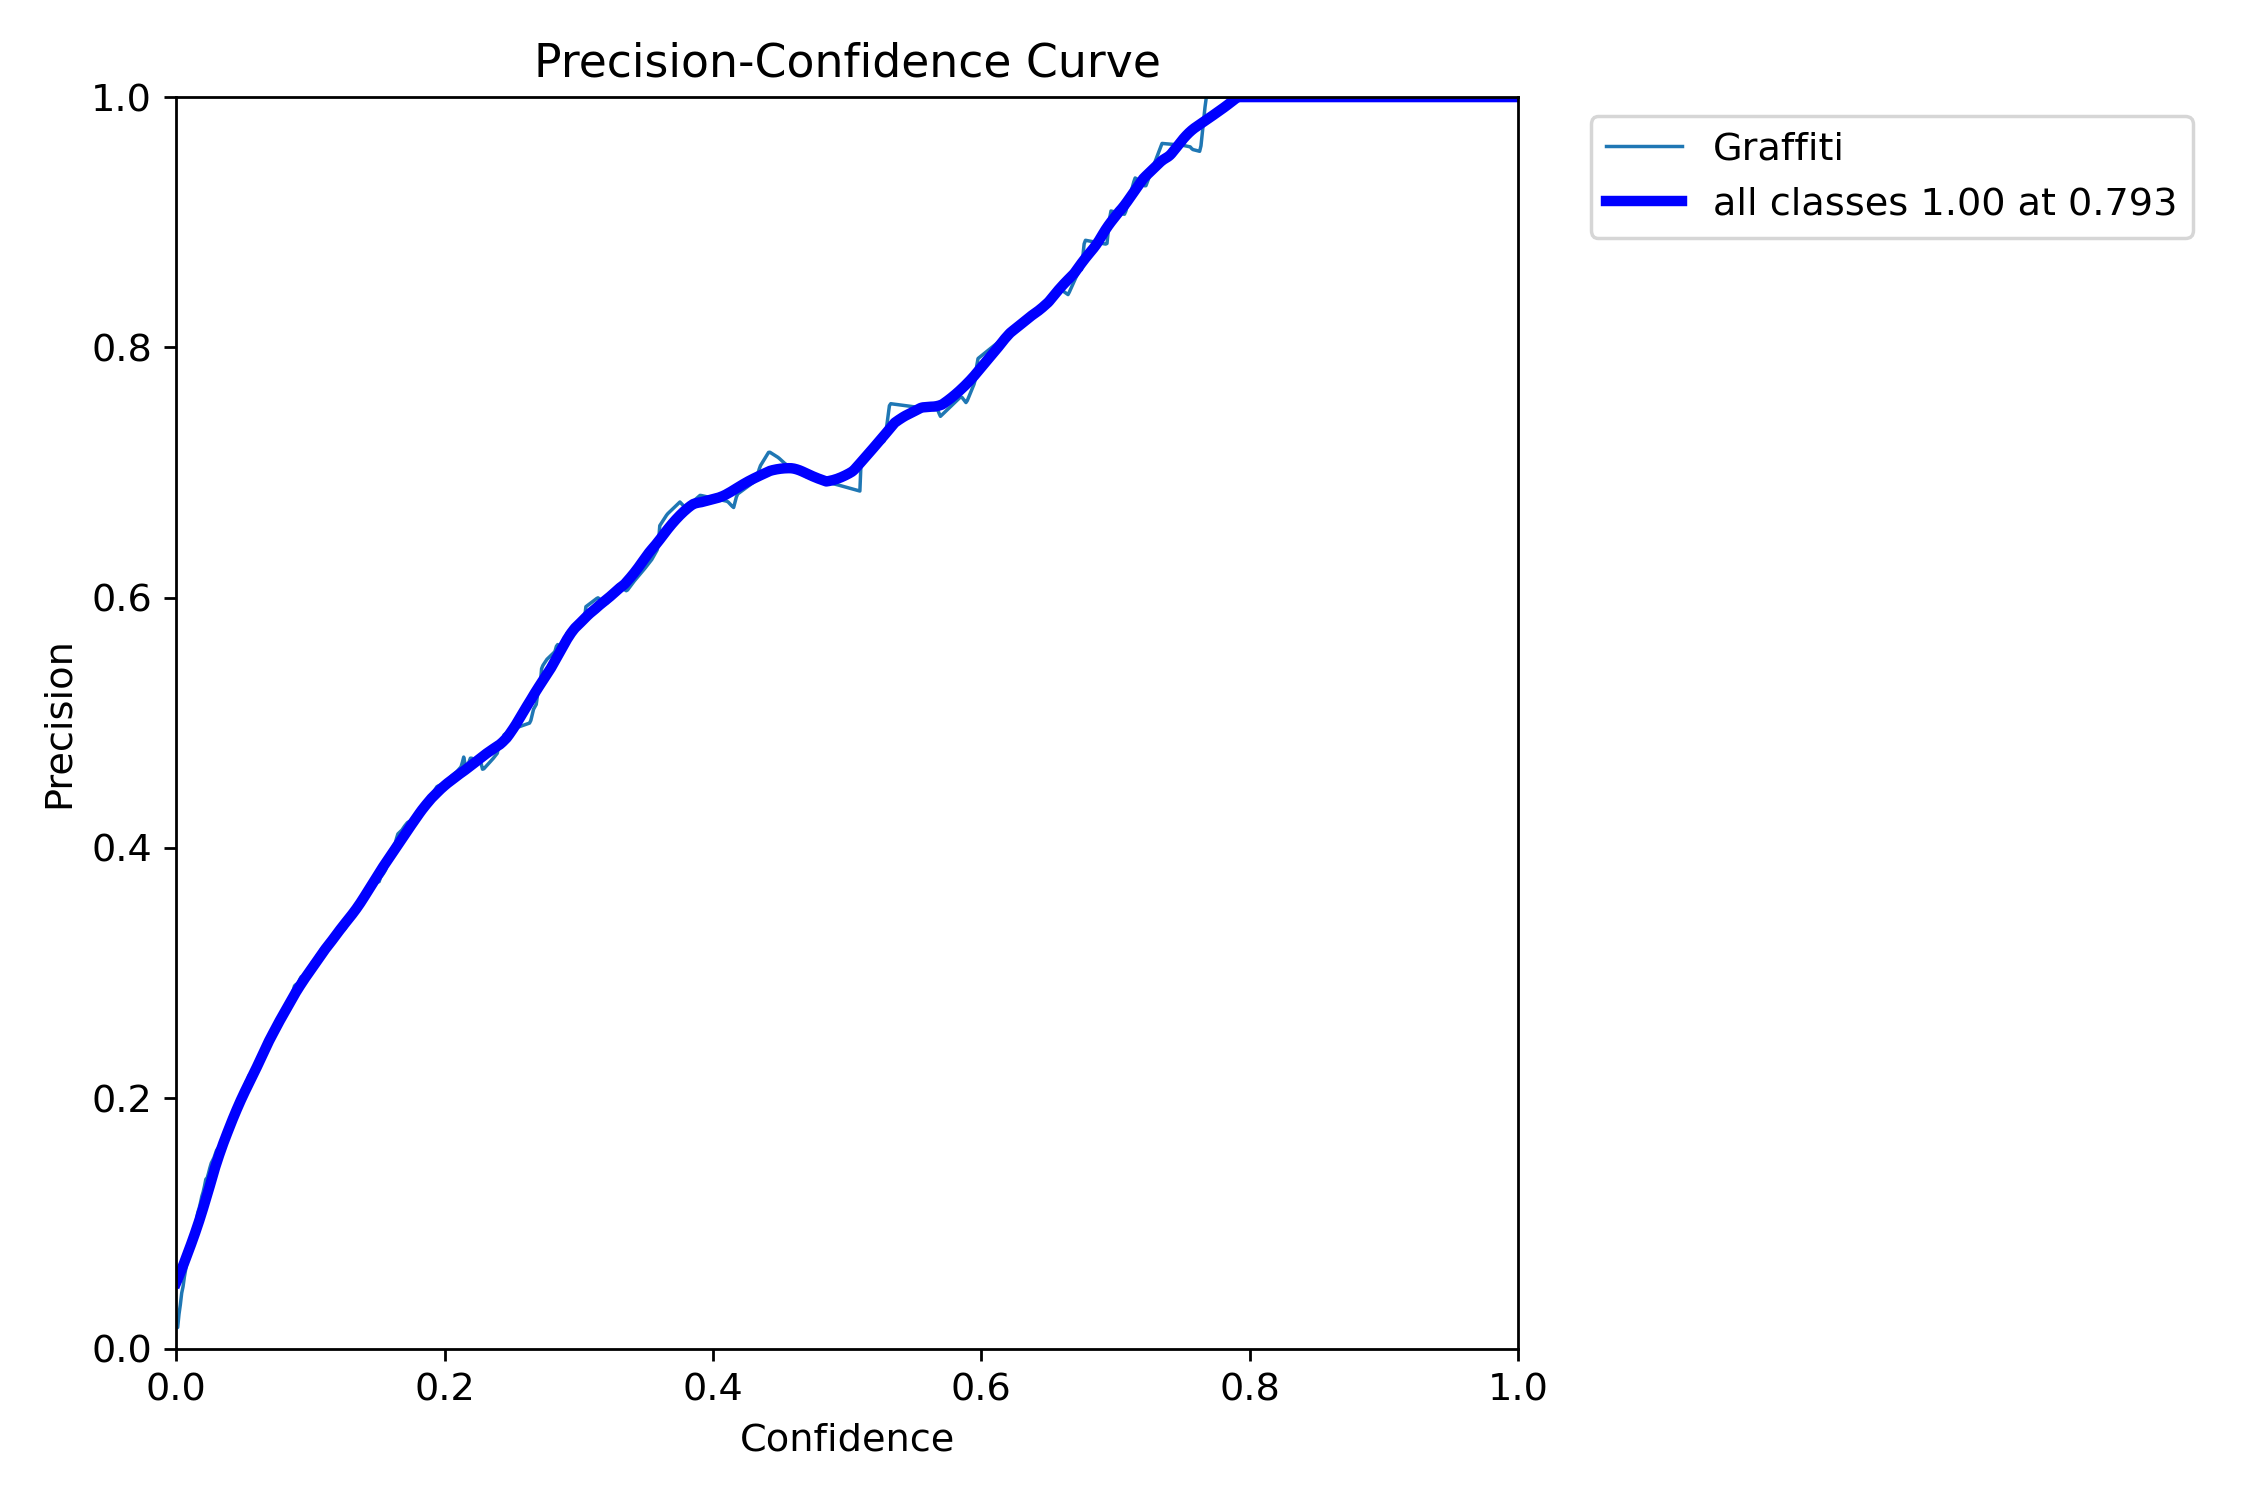 Precision-Confidence Curve
1.0
0.8
0.6
0.4
0.2
0.0
Precision
0.0 0.2 0.4 0.6 0.8 1.0
Confidence
Graffiti
all classes 1.00 at 0.793